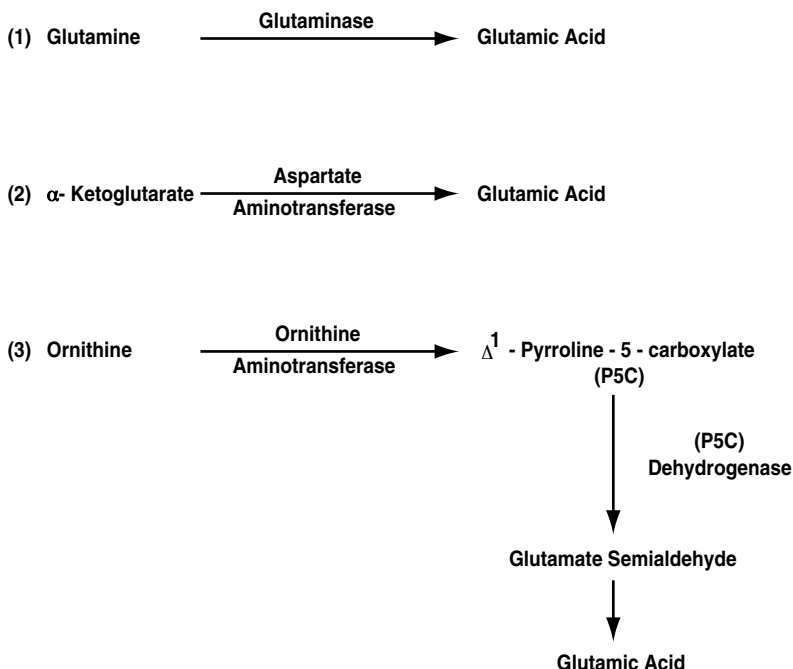 Glutaminase
(1) Glutamine Glutamic Acid
Aspartate
(2) α- Ketoglutarate Glutamic Acid
Aminotransferase
Ornithine
(3) Ornithine Δ1 - Pyrroline - 5 - carboxylate
Aminotransferase (P5C)
(P5C)
Dehydrogenase
Glutamate Semialdehyde
Glutamic Acid